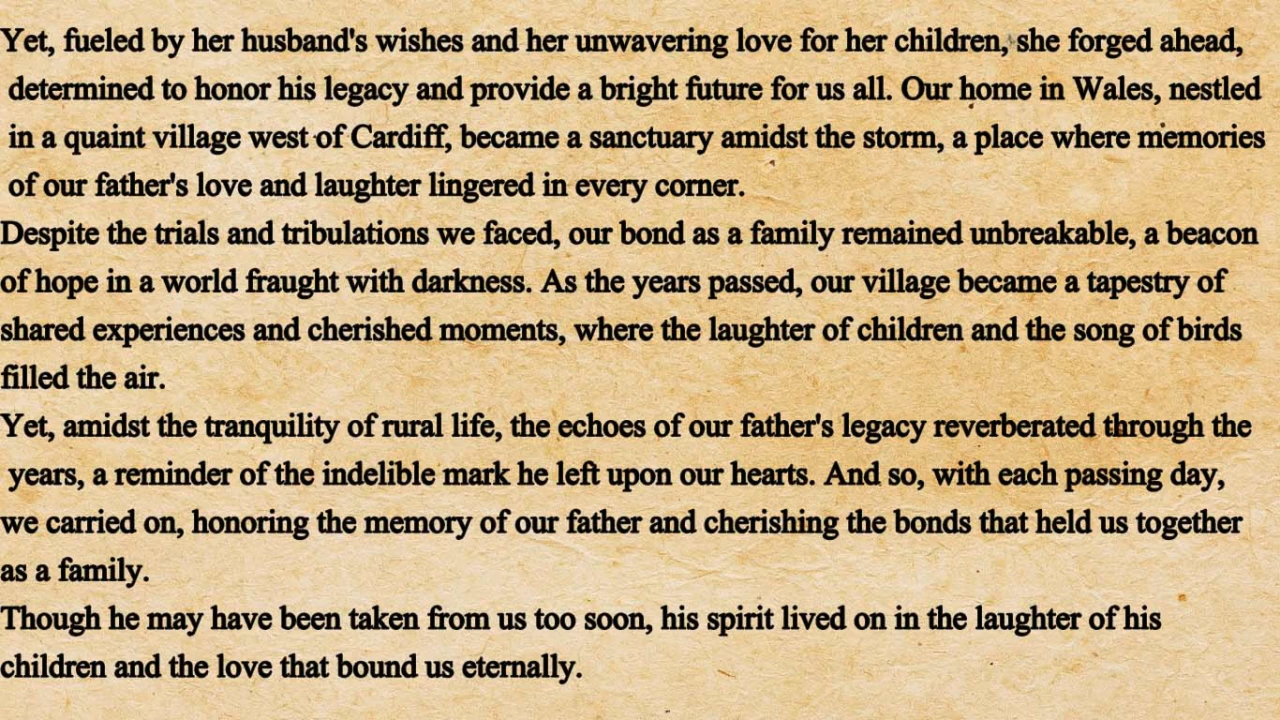 Yet, fueled by her husband's wishes and her unwavering love for her children, she forged ahead,
determined to honor his legacy and provide a bright future for us all. Our home in Wales, nestled
in a quaint village west of Cardiff, became a sanctuary amidst the storm, a place where memories
of our father's love and laughter lingered in every corner.
Despite the trials and tribulations we faced, our bond as a family remained unbreakable, a beacon
of hope in a world fraught with darkness. As the years passed, our village became a tapestry of
shared experiences and cherished moments, where the laughter of children and the song of birds
filled the air.
Yet, amidst the tranquility of rural life, the echoes of our father's legacy reverberated through the
years, a reminder of the indelible mark he left upon our hearts. And so, with each passing day,
we carried on, honoring the memory of our father and cherishing the bonds that held us together
as a family.
Though he may have been taken from us too soon, his spirit lived on in the laughter of his
children and the love that bound us eternally.